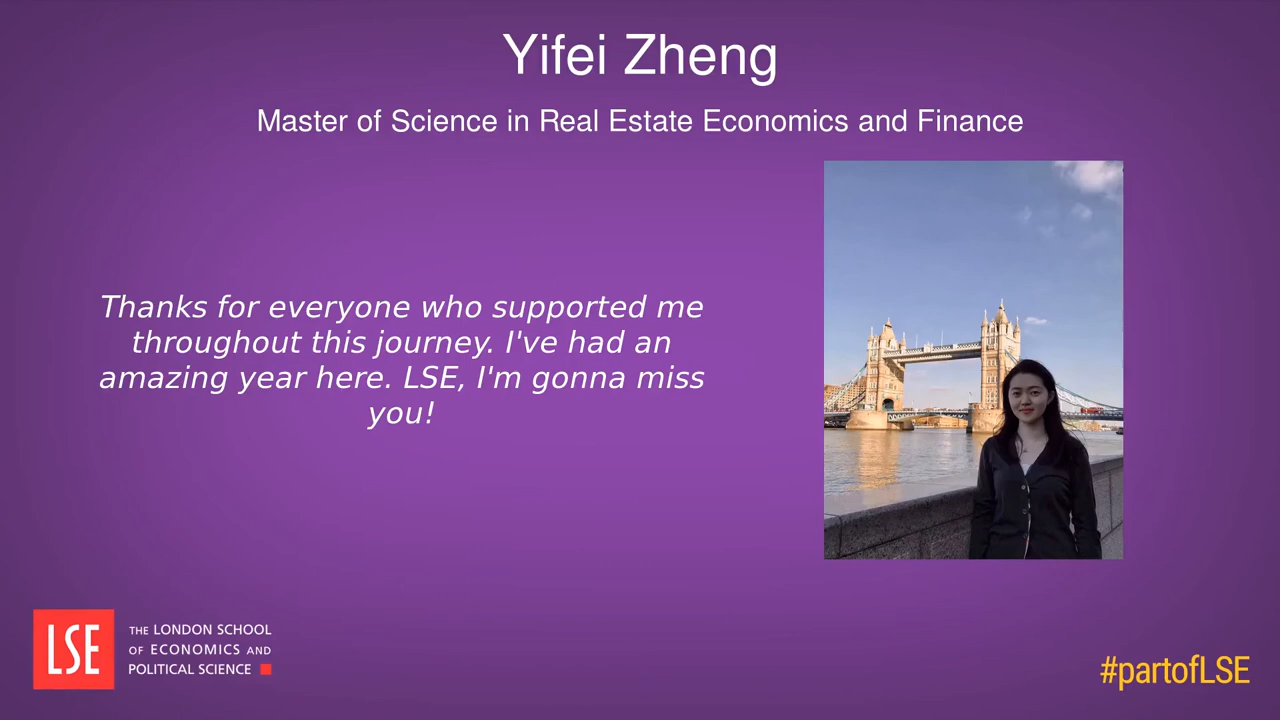 Yifei Zheng
Master of Science in Real Estate Economics and Finance
Thanks for everyone who supported me
throughout this journey. I've had an
amazing year here. LSE, I'm gonna miss
you!
LSE
THE LONDON SCHOOL
OF ECONOMICS AND
POLITICAL SCIENCE
#partofLSE